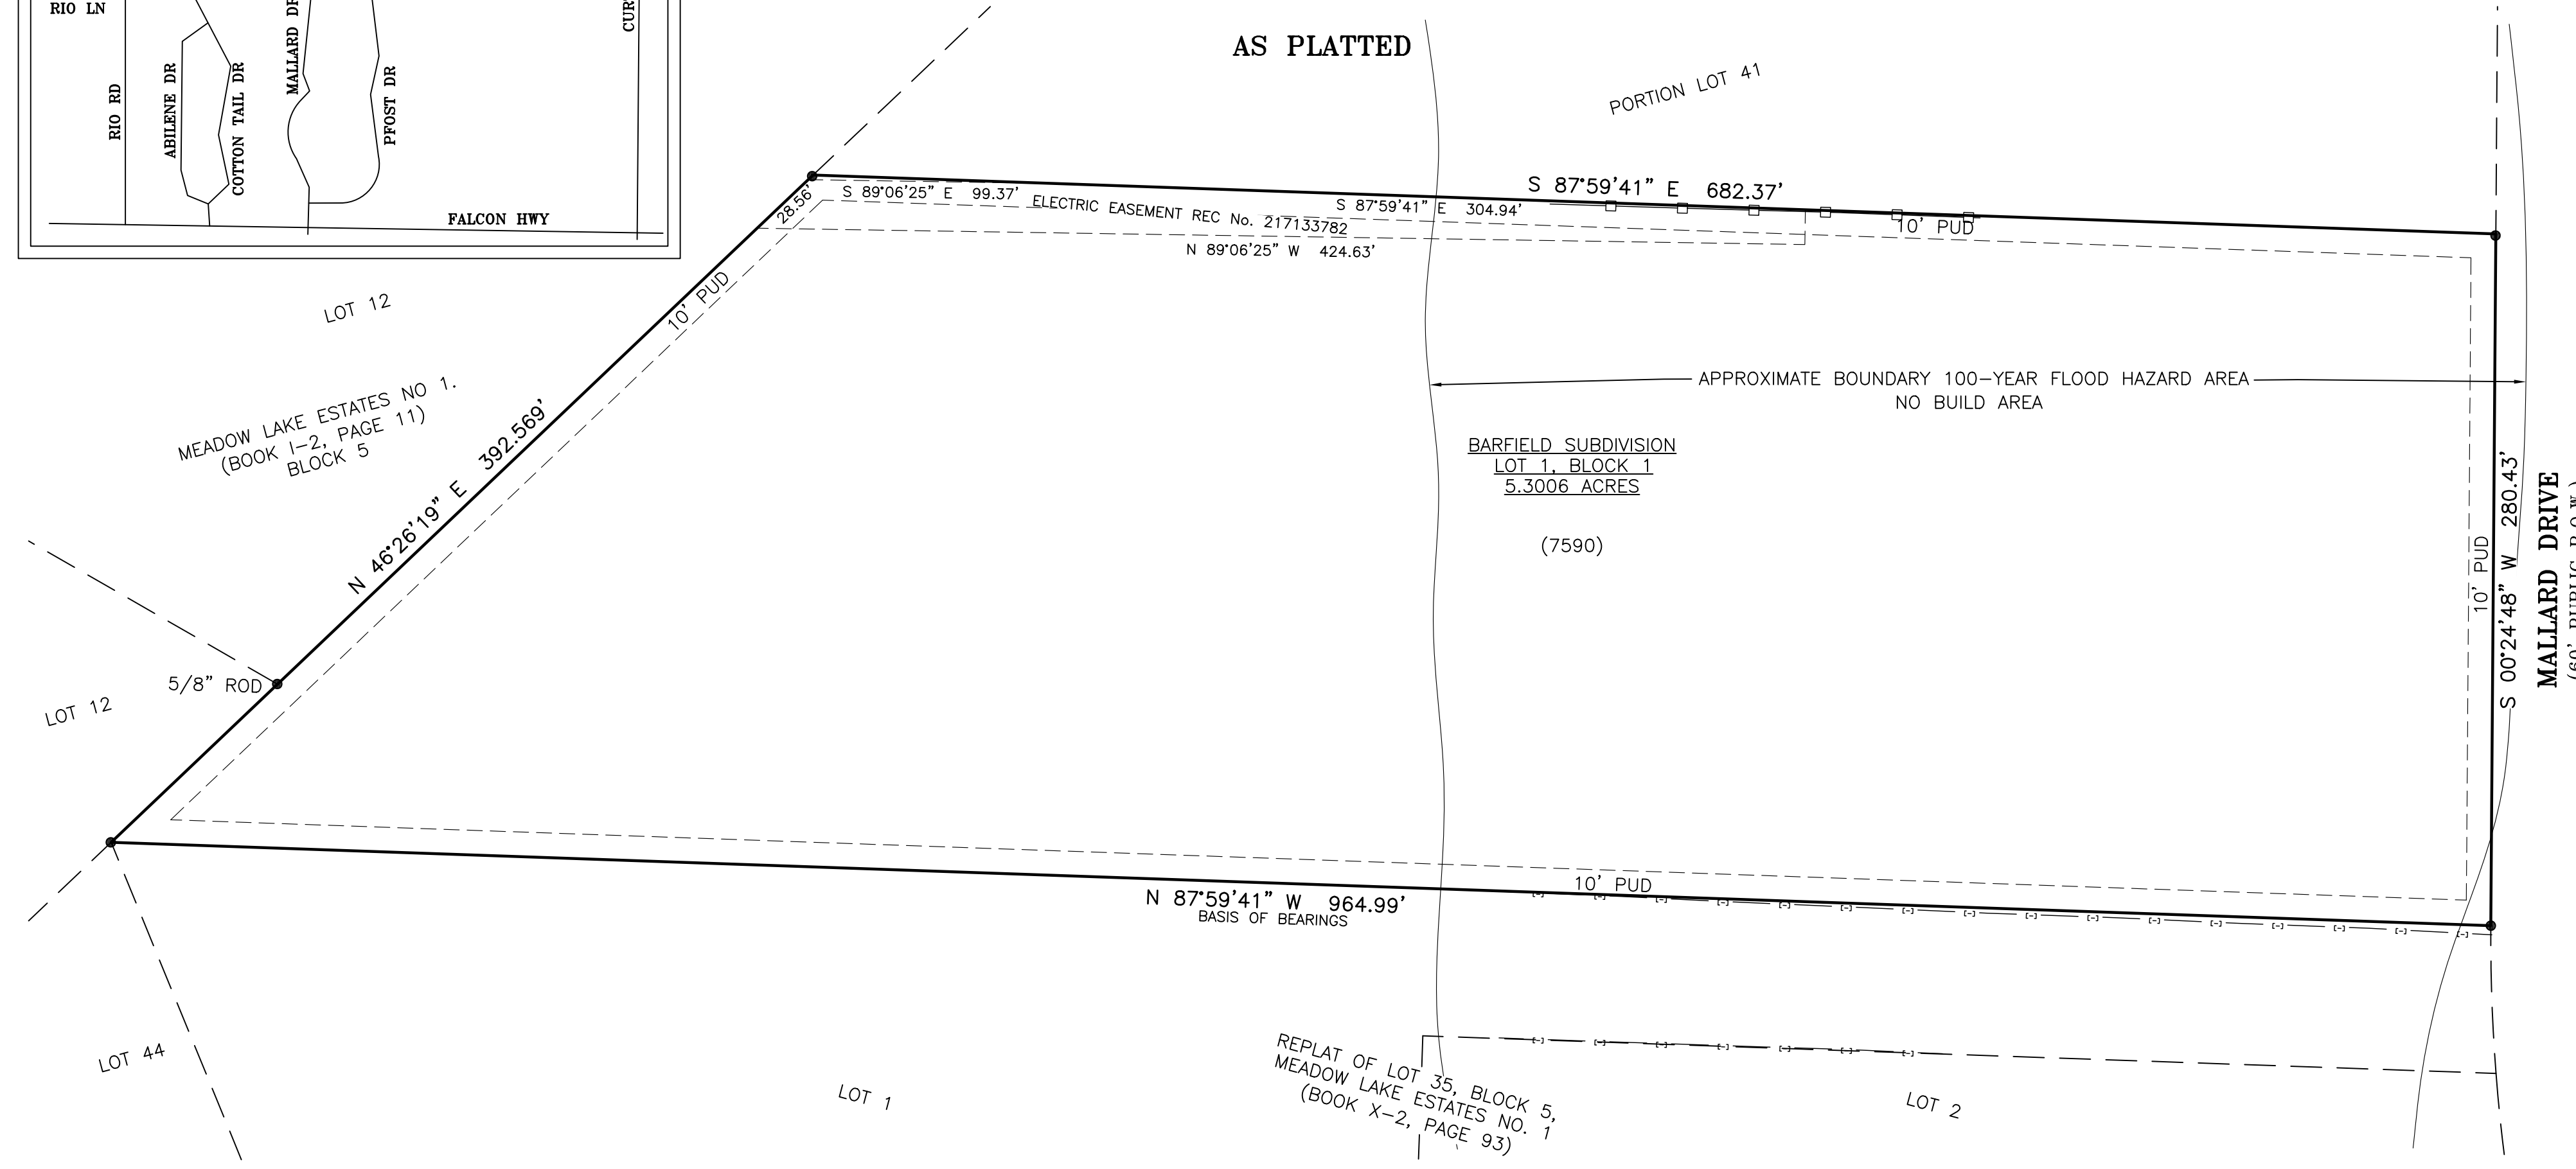 RIO LN
RIO RD
ABILENE DR
COTTON TAIL DR
MALLARD DR
PFOST DR
FALCON HWY
AS PLATTED
PORTION LOT 41
S 87°59'41" E 682.37'
S 89°06'25" E 99.37'
28.56'
ELECTRIC EASEMENT REC No. 217133782
S 87°59'41" E 304.94'
N 89°06'25" W 424.63'
10' PUD
10' PUD
LOT 12
MEADOW LAKE ESTATES NO 1.
(BOOK I-2, PAGE 11)
BLOCK 5
N 46°26'19" E 392.569'
APPROXIMATE BOUNDARY 100-YEAR FLOOD HAZARD AREA
NO BUILD AREA
BARFIELD SUBDIVISION
LOT 1, BLOCK 1
5.3006 ACRES
(7590)
10' PUD
S 00°24'48" W 280.43'
MALLARD DRIVE
(60' PUBLIC R.O.W.)
5/8" ROD
LOT 12
10' PUD
N 87°59'41" W 964.99'
BASIS OF BEARINGS
LOT 44
LOT 1
REPLAT OF LOT 35, BLOCK 5,
MEADOW LAKE ESTATES NO. 1
(BOOK X-2, PAGE 93)
LOT 2